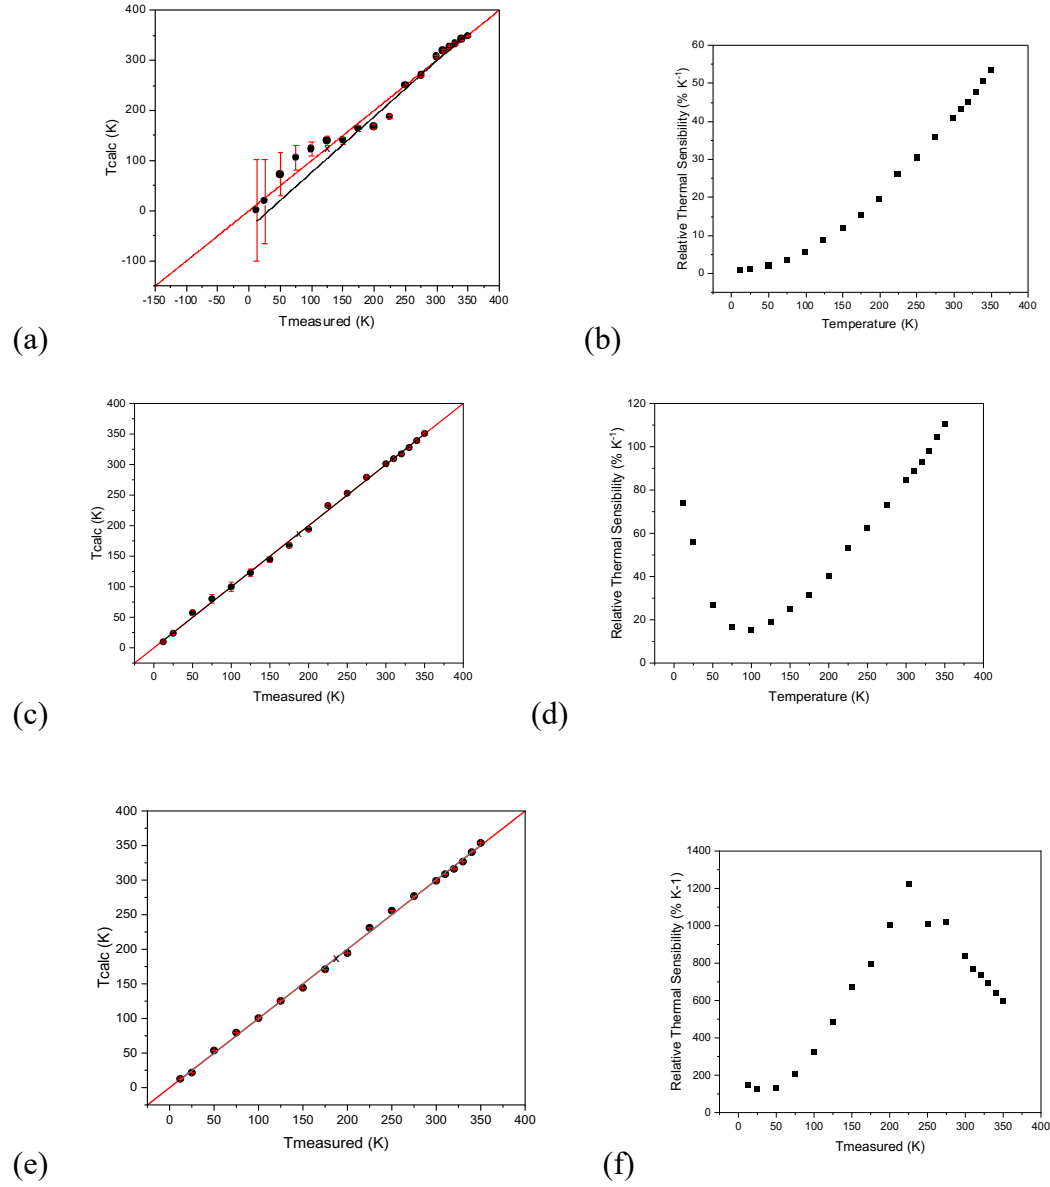 400
300
200
100
0
-100
Tcalc (K)
-150 -100 -50 0 50 100 150 200 250 300 350 400
Tmeasured (K)
(a)
60
50
40
30
20
10
0
Relative Thermal Sensibility (% K-1)
0 50 100 150 200 250 300 350 400
Temperature (K)
(b)
400
350
300
250
200
150
100
50
0
Tcalc (K)
0 50 100 150 200 250 300 350 400
Tmeasured (K)
(c)
120
100
80
60
40
20
0
Relative Thermal Sensibility (% K-1)
0 50 100 150 200 250 300 350 400
Temperature (K)
(d)
400
350
300
250
200
150
100
50
0
Tcalc (K)
0 50 100 150 200 250 300 350 400
Tmeasured (K)
(e)
1400
1200
1000
800
600
400
200
0
Relative Thermal Sensibility (% K-1)
0 50 100 150 200 250 300 350 400
Tmeasured (K)
(f)